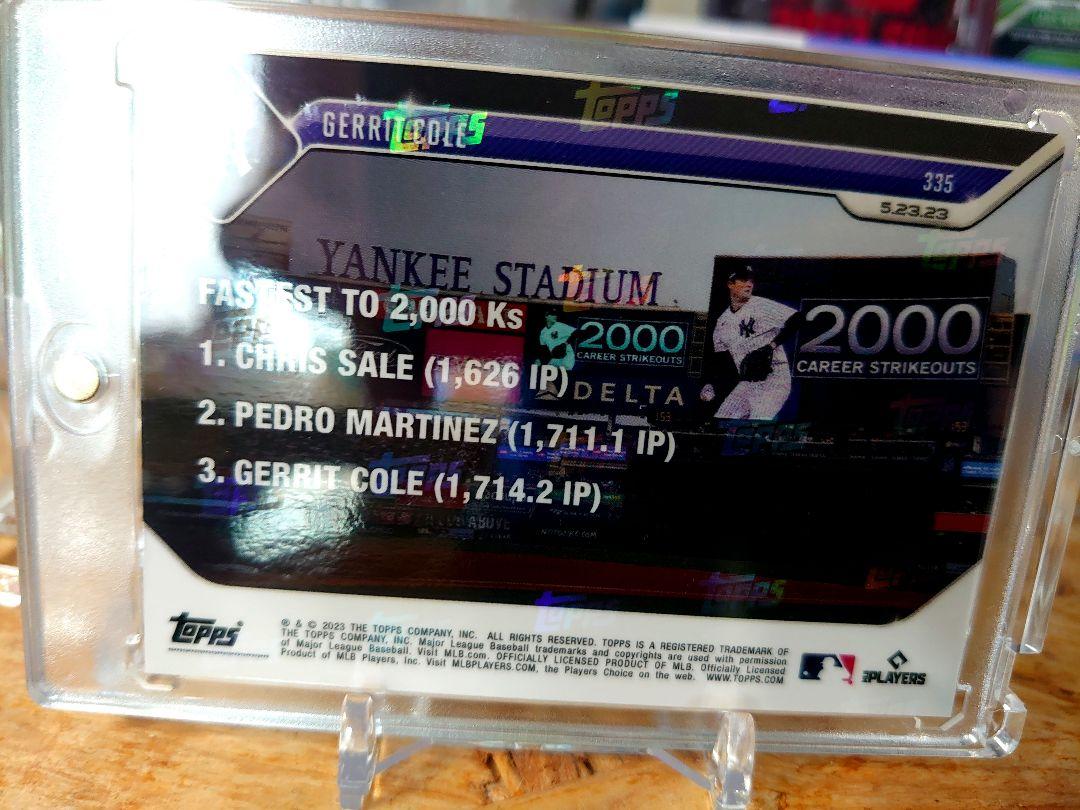 GERRIT COLE
335
5.23.23
YANKEE STADIUM
FASTEST TO 2,000 Ks
1. CHRIS SALE (1,626 IP)
2. PEDRO MARTINEZ (1,711.1 IP)
3. GERRIT COLE (1,714.2 IP)
2000
CAREER STRIKEOUTS
DELTA
2000
CAREER STRIKEOUTS
topps
topps
topps
topps
topps
topps
® & © 2023 THE TOPPS COMPANY, INC. ALL RIGHTS RESERVED. TOPPS IS A REGISTERED TRADEMARK OF
THE TOPPS COMPANY, INC. Major League Baseball trademarks and copyrights are used with permission
of Major League Baseball. Visit MLB.com. OFFICIALLY LICENSED PRODUCT OF MLB. Officially Licensed
Product of MLB Players, Inc. Visit MLBPLAYERS.COM, the Players Choice on the web. WWW.TOPPS.COM
PLAYERS